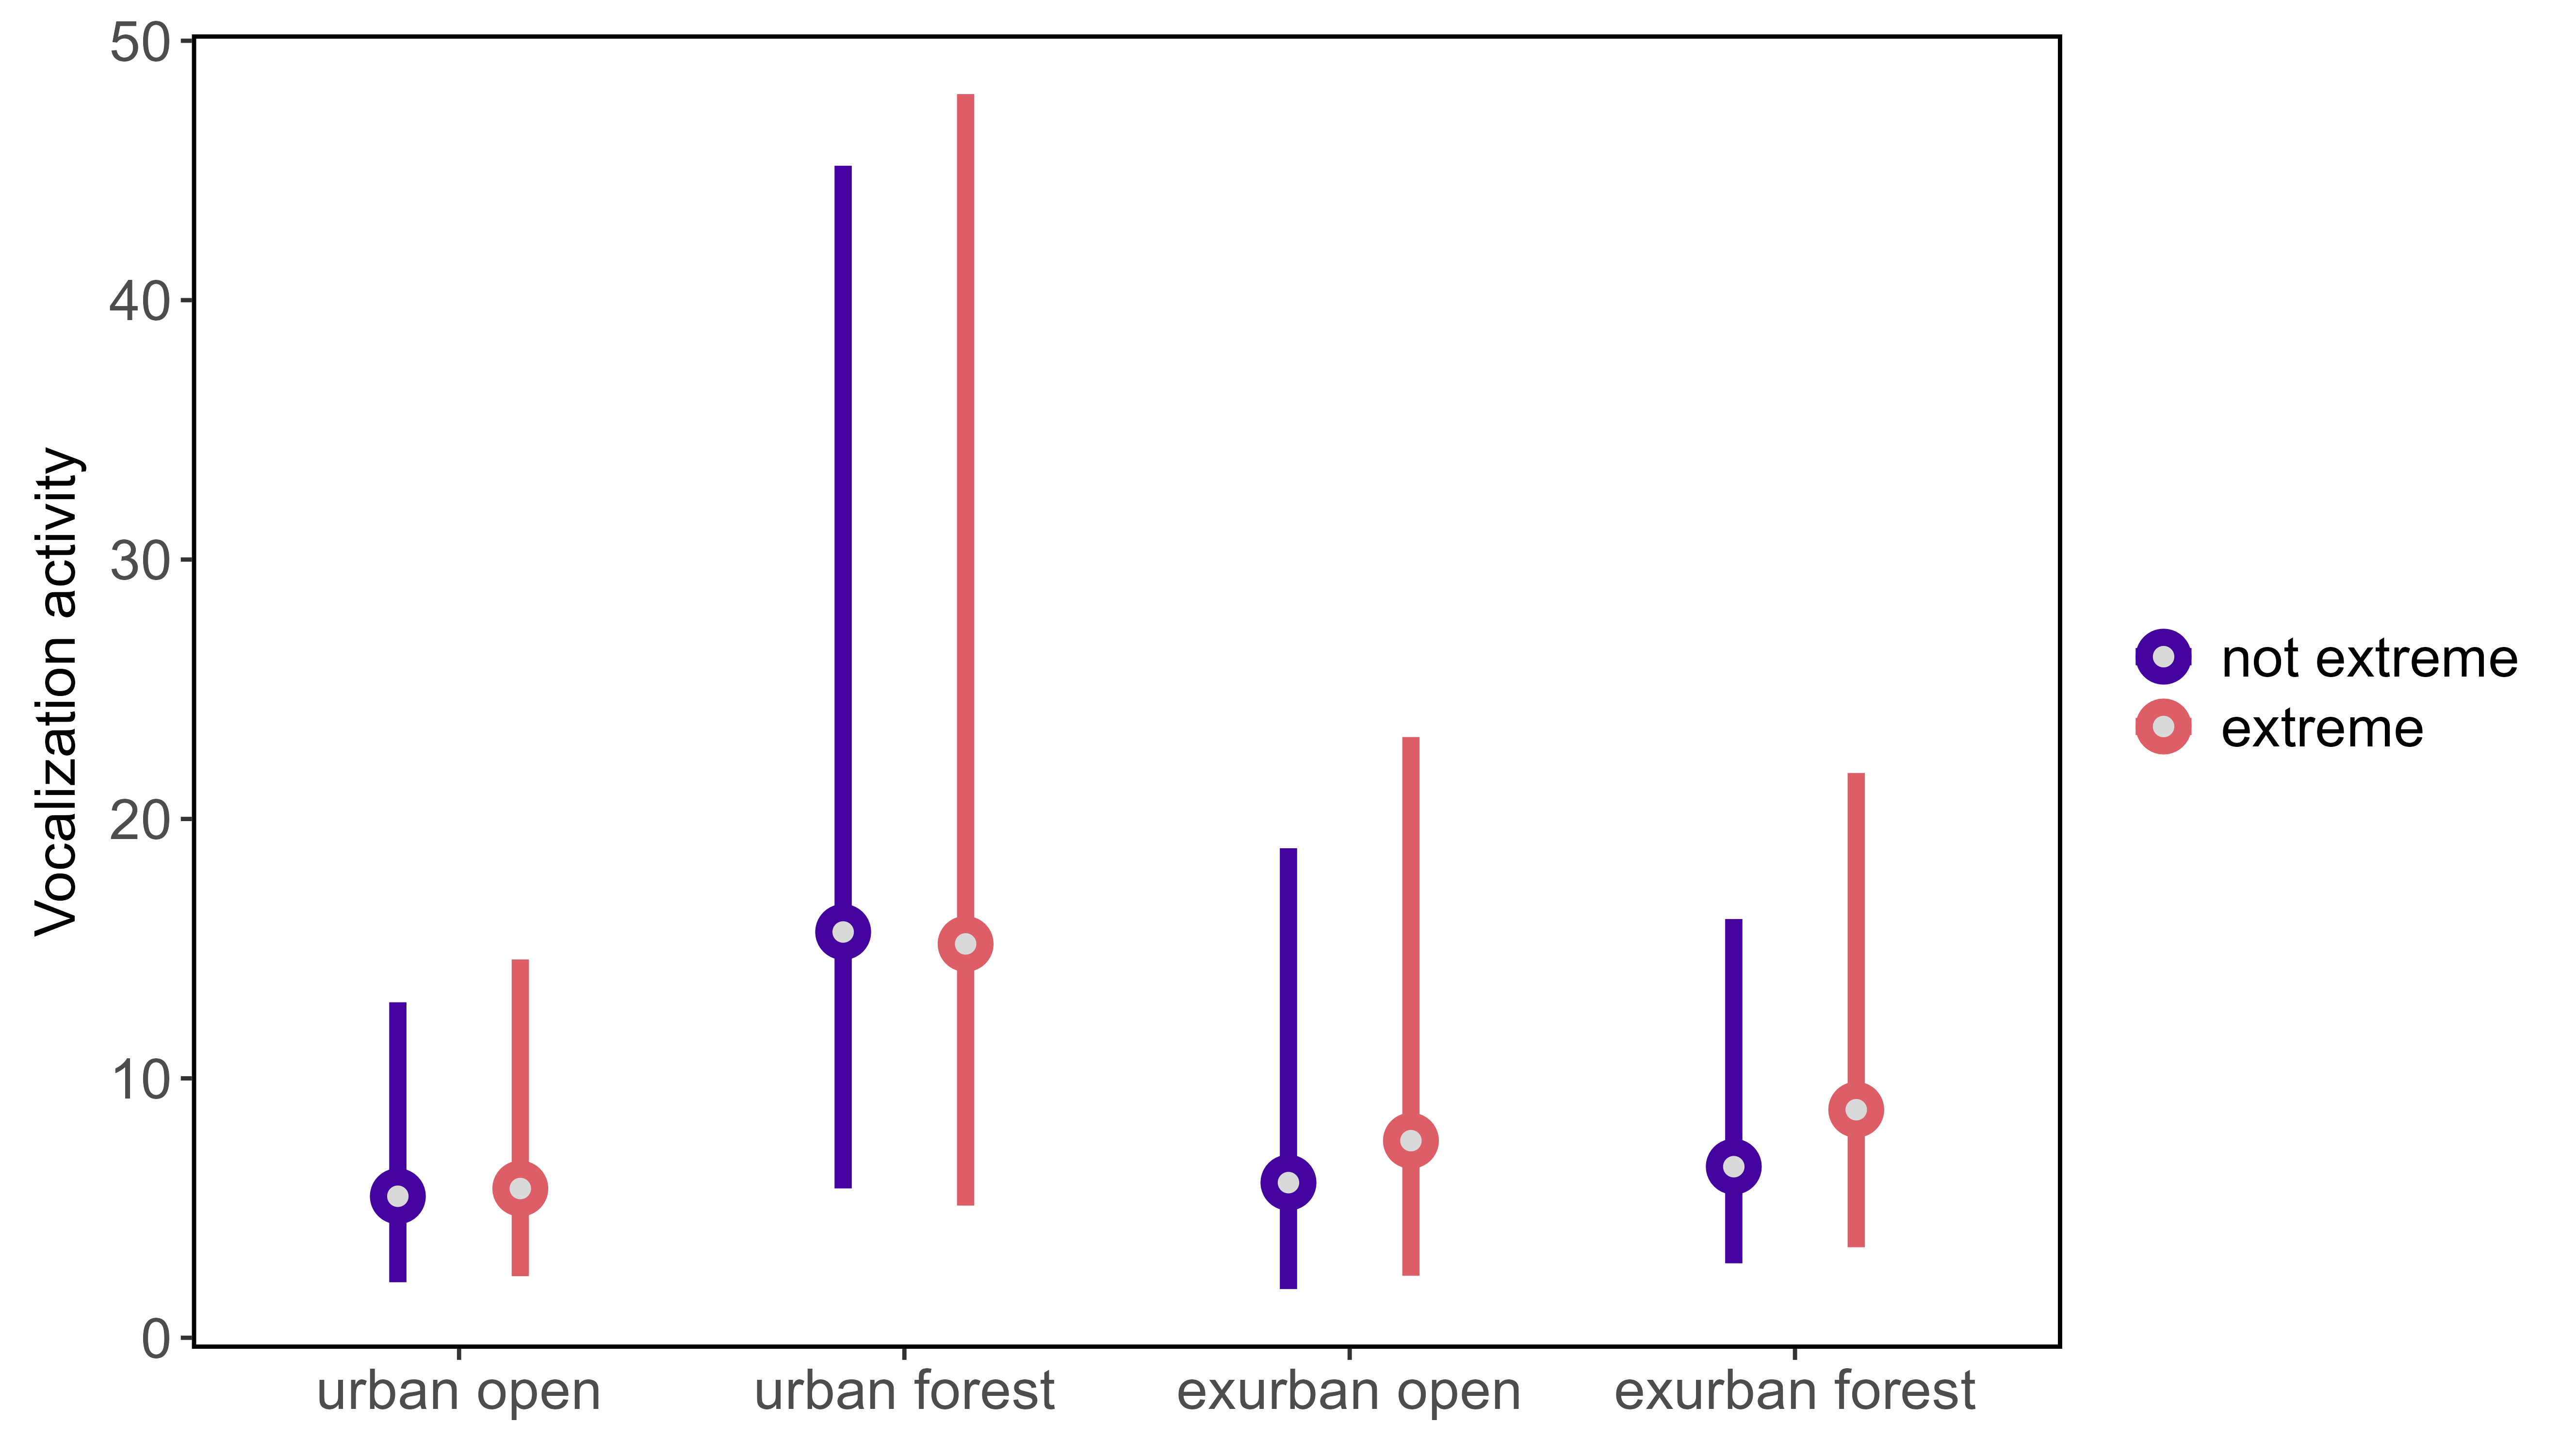 Vocalization activity
50
40
30
20
10
0
urban open
urban forest
exurban open
exurban forest
not extreme
extreme